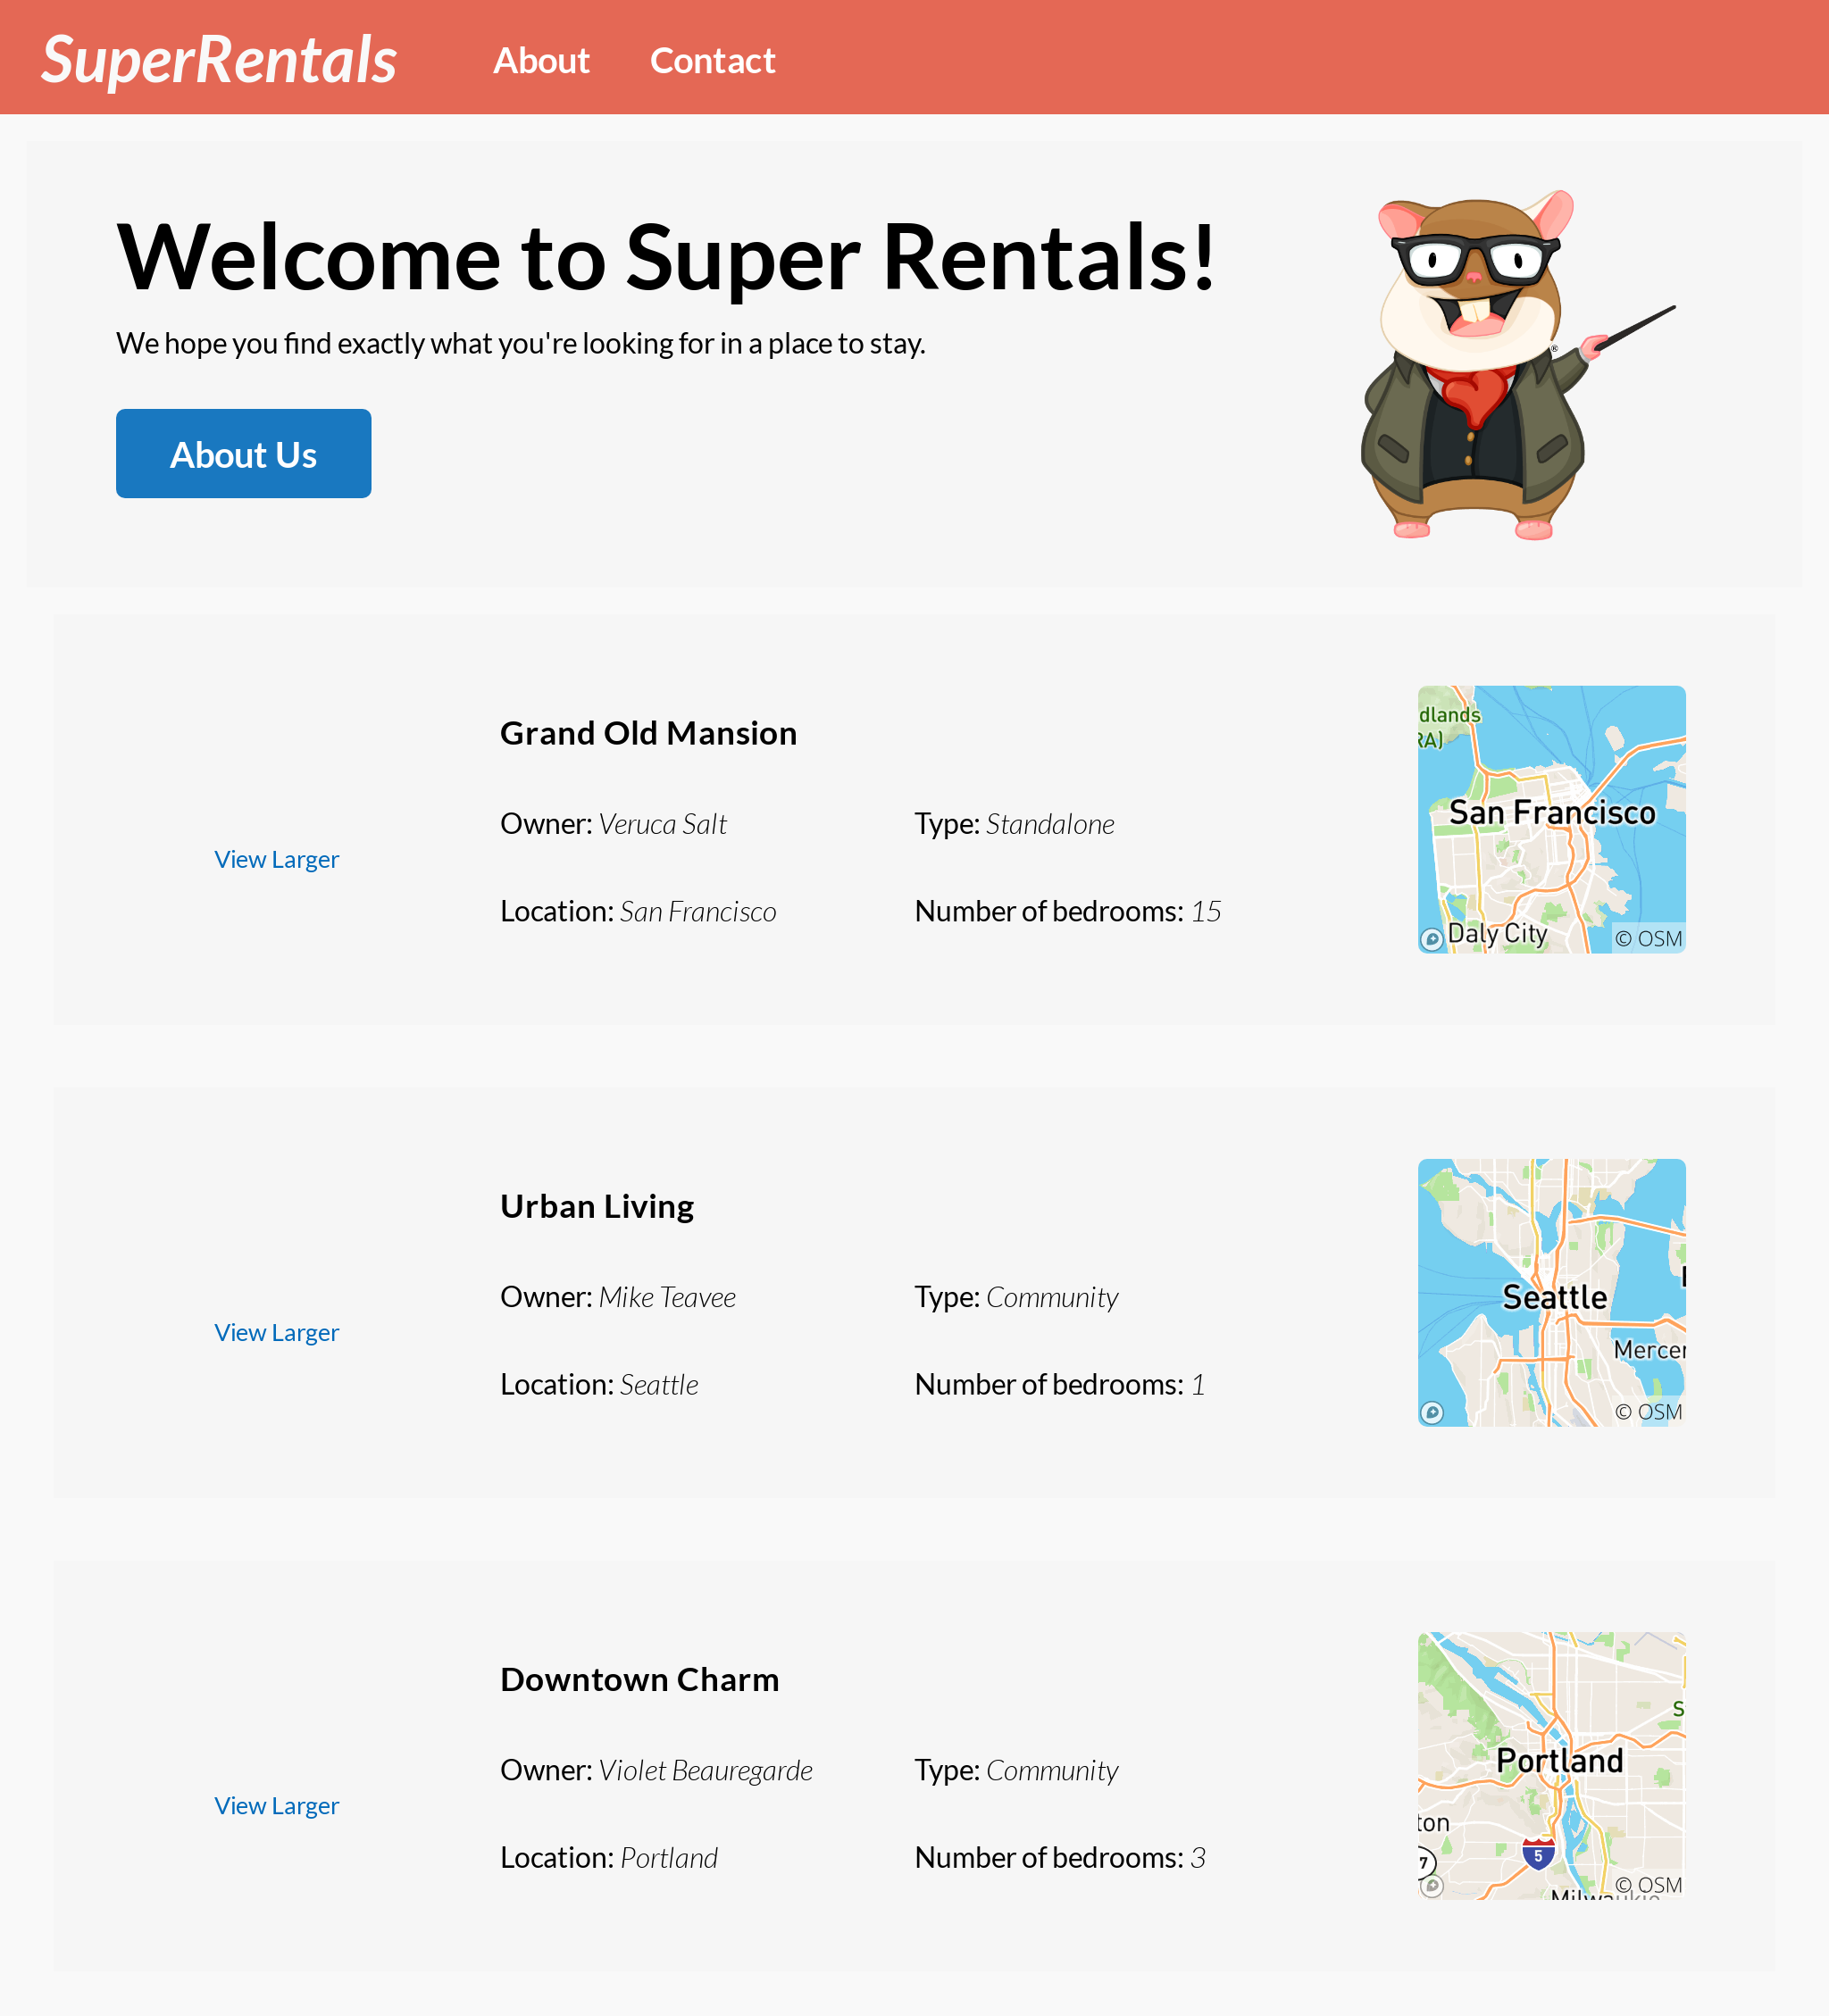 SuperRentals About Contact
Welcome to Super Rentals!
We hope you find exactly what you're looking for in a place to stay.
®
About Us
View Larger
Grand Old Mansion
Owner: Veruca Salt
Type: Standalone
Location: San Francisco
Number of bedrooms: 15
dlands
RA)
San Francisco
Daly City
© OSM
View Larger
Urban Living
Owner: Mike Teavee
Type: Community
Location: Seattle
Number of bedrooms: 1
Seattle
Mercer
© OSM
View Larger
Downtown Charm
Owner: Violet Beauregarde
Type: Community
Location: Portland
Number of bedrooms: 3
S
Portland
ton
5
7
© OSM
Milwaukie